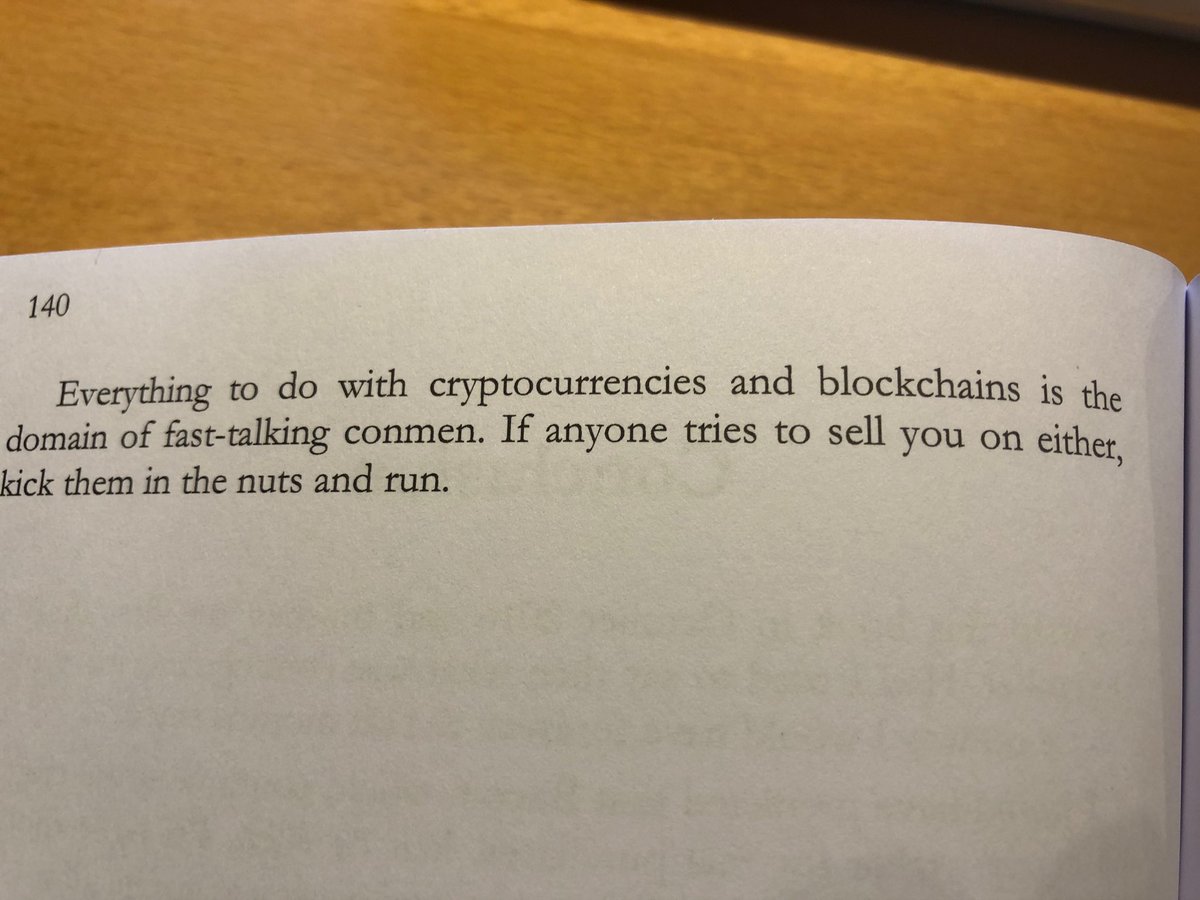 140
Everything to do with cryptocurrencies and blockchains is the
domain of fast-talking conmen. If anyone tries to sell you on either,
kick them in the nuts and run.